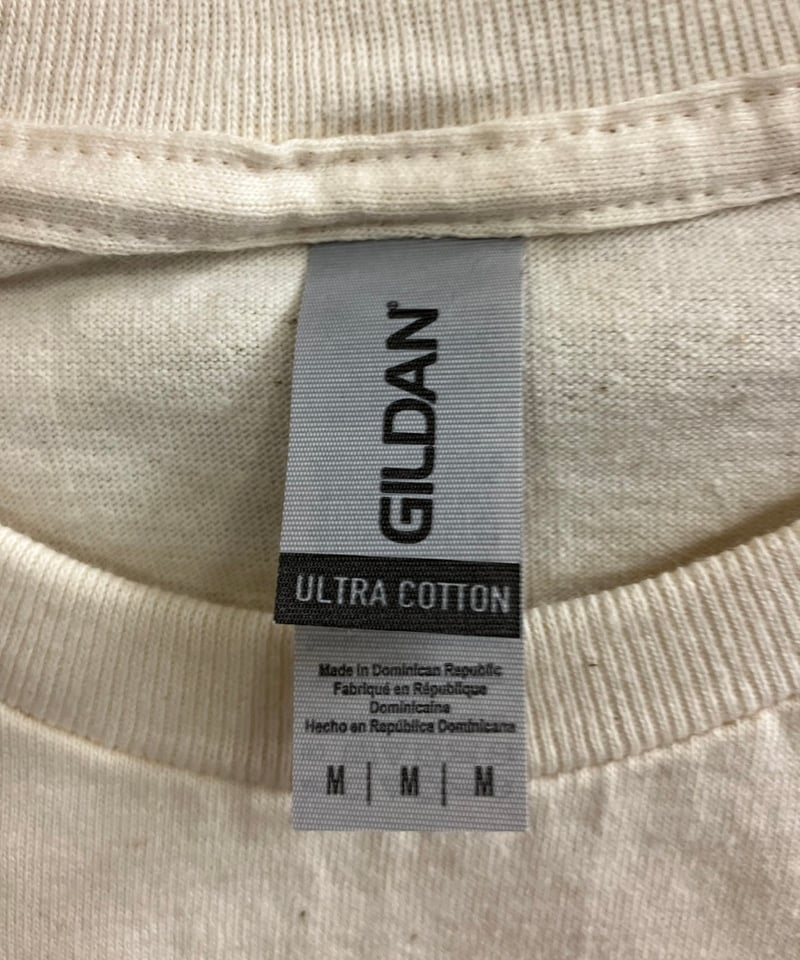 GILDAN®
ULTRA COTTON
Made in Dominican Republic
Fabriqué en République
Dominicaine
Hecho en República Dominicana
M | M | M